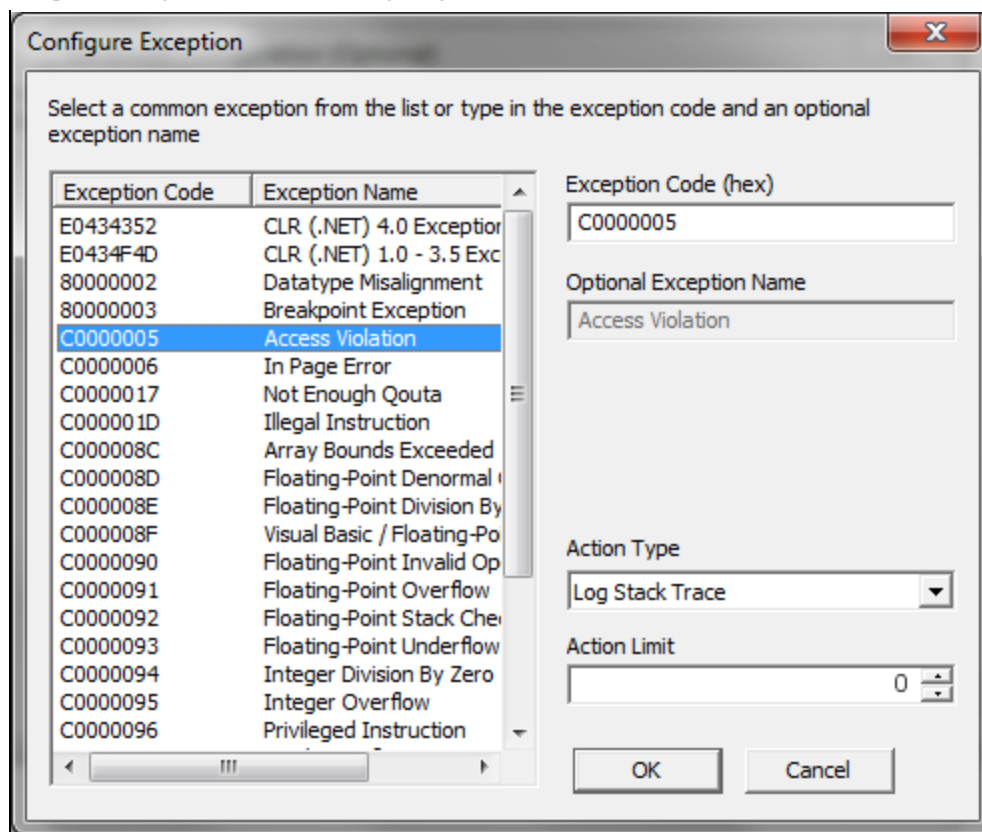 Configure Exception
Select a common exception from the list or type in the exception code and an optional
exception name
Exception Code Exception Name
E0434352 CLR (.NET) 4.0 Exception
E0434F4D CLR (.NET) 1.0 - 3.5 Exc
80000002 Datatype Misalignment
80000003 Breakpoint Exception
C0000005 Access Violation
C0000006 In Page Error
C0000017 Not Enough Qouta
C000001D Illegal Instruction
C000008C Array Bounds Exceeded
C000008D Floating-Point Denormal
C000008E Floating-Point Division By
C000008F Visual Basic / Floating-Poi
C0000090 Floating-Point Invalid Op
C0000091 Floating-Point Overflow
C0000092 Floating-Point Stack Che
C0000093 Floating-Point Underflow
C0000094 Integer Division By Zero
C0000095 Integer Overflow
C0000096 Privileged Instruction
Exception Code (hex)
C0000005
Optional Exception Name
Access Violation
Action Type
Log Stack Trace
Action Limit
0
OK
Cancel